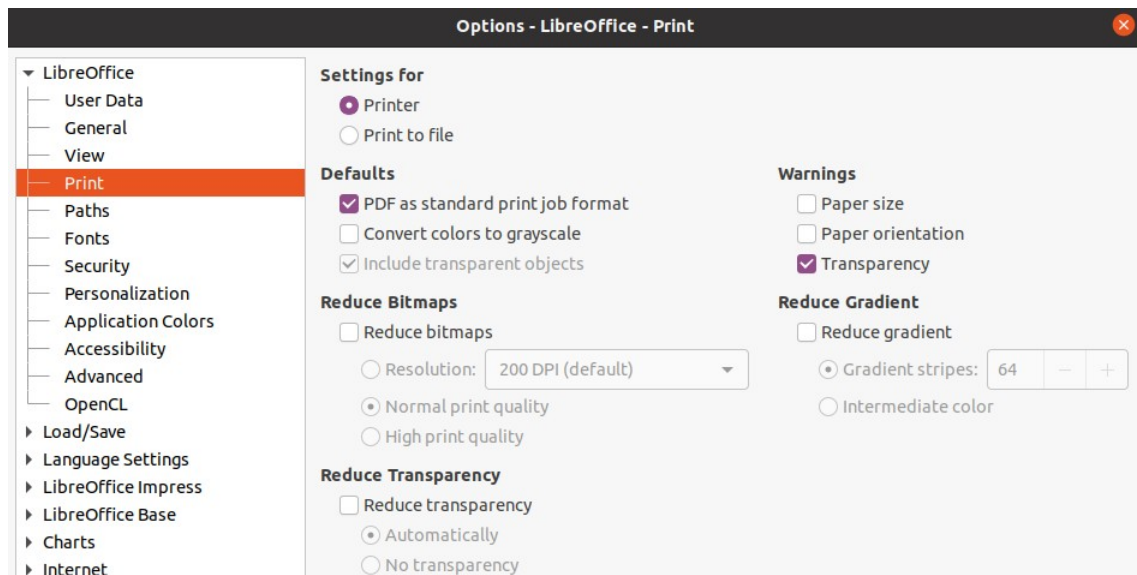 Options - LibreOffice - Print
LibreOffice
User Data
General
View
Print
Paths
Fonts
Security
Personalization
Application Colors
Accessibility
Advanced
OpenCL
Load/Save
Language Settings
LibreOffice Impress
LibreOffice Base
Charts
Internet
Settings for
Printer
Print to file
Defaults
PDF as standard print job format
Convert colors to grayscale
Include transparent objects
Warnings
Paper size
Paper orientation
Transparency
Reduce Bitmaps
Reduce bitmaps
Resolution: 200 DPI (default)
Normal print quality
High print quality
Reduce Gradient
Reduce gradient
Gradient stripes: 64 − +
Intermediate color
Reduce Transparency
Reduce transparency
Automatically
No transparency